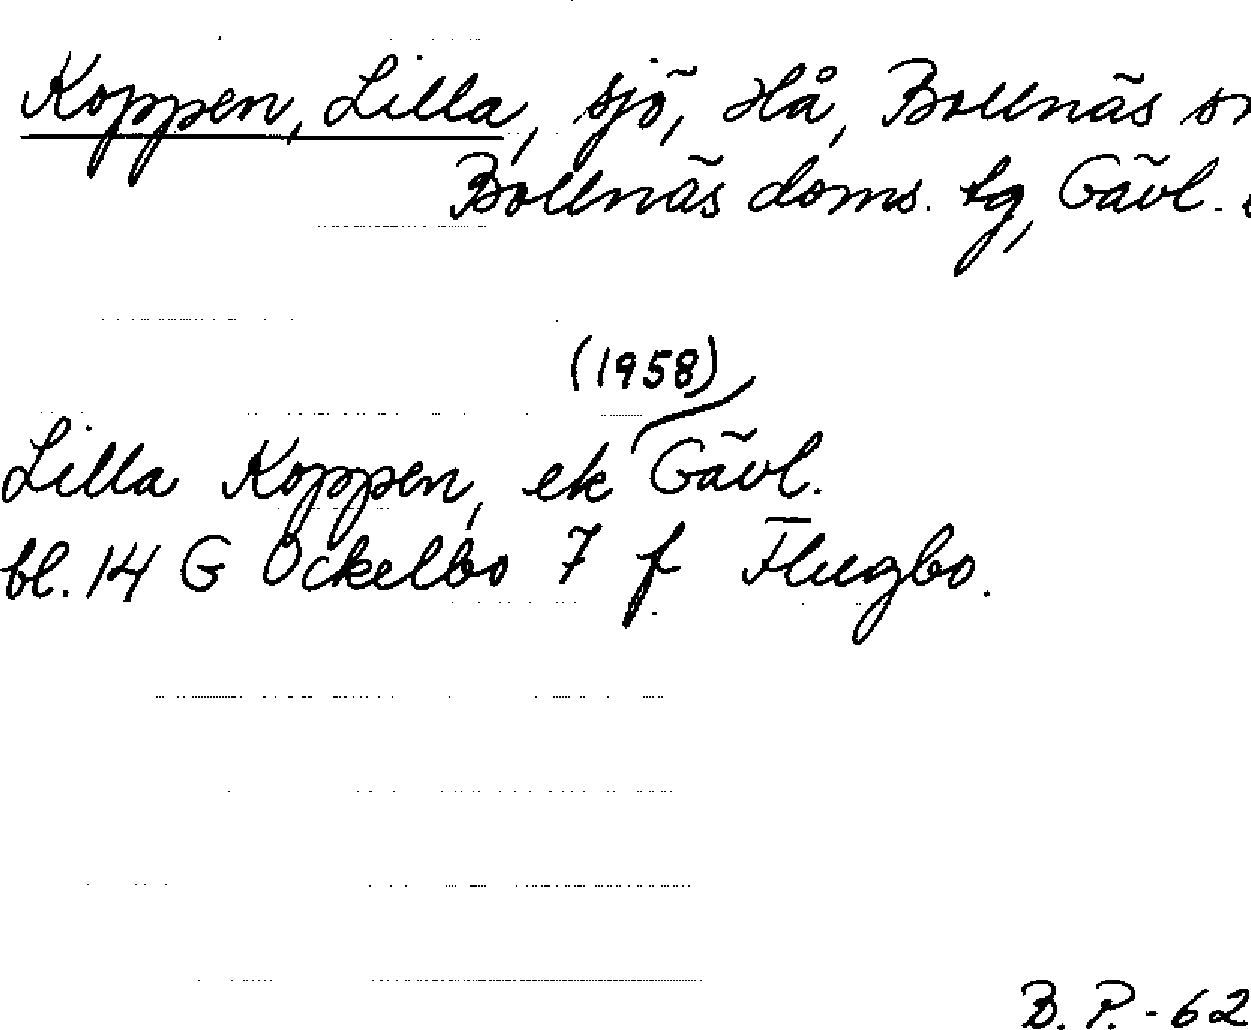 Koppen, Lilla, sjö, Hå, Bollnäs sn
Bollnäs doms. tg, Gävl.
(1958)
Lilla Koppen, ek Gävl.
bl. 14 G Ockelbo 7 f Flugbo.
B. P. - 62